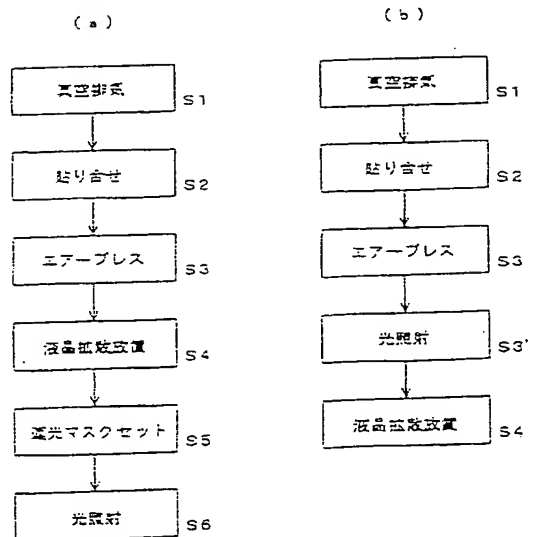 (a)
真空排気 S1
貼り合せ S2
エアープレス S3
液晶拡散放置 S4
遮光マスクセット S5
光照射 S6
(b)
真空排気 S1
貼り合せ S2
エアープレス S3
光照射 S3'
液晶拡散放置 S4